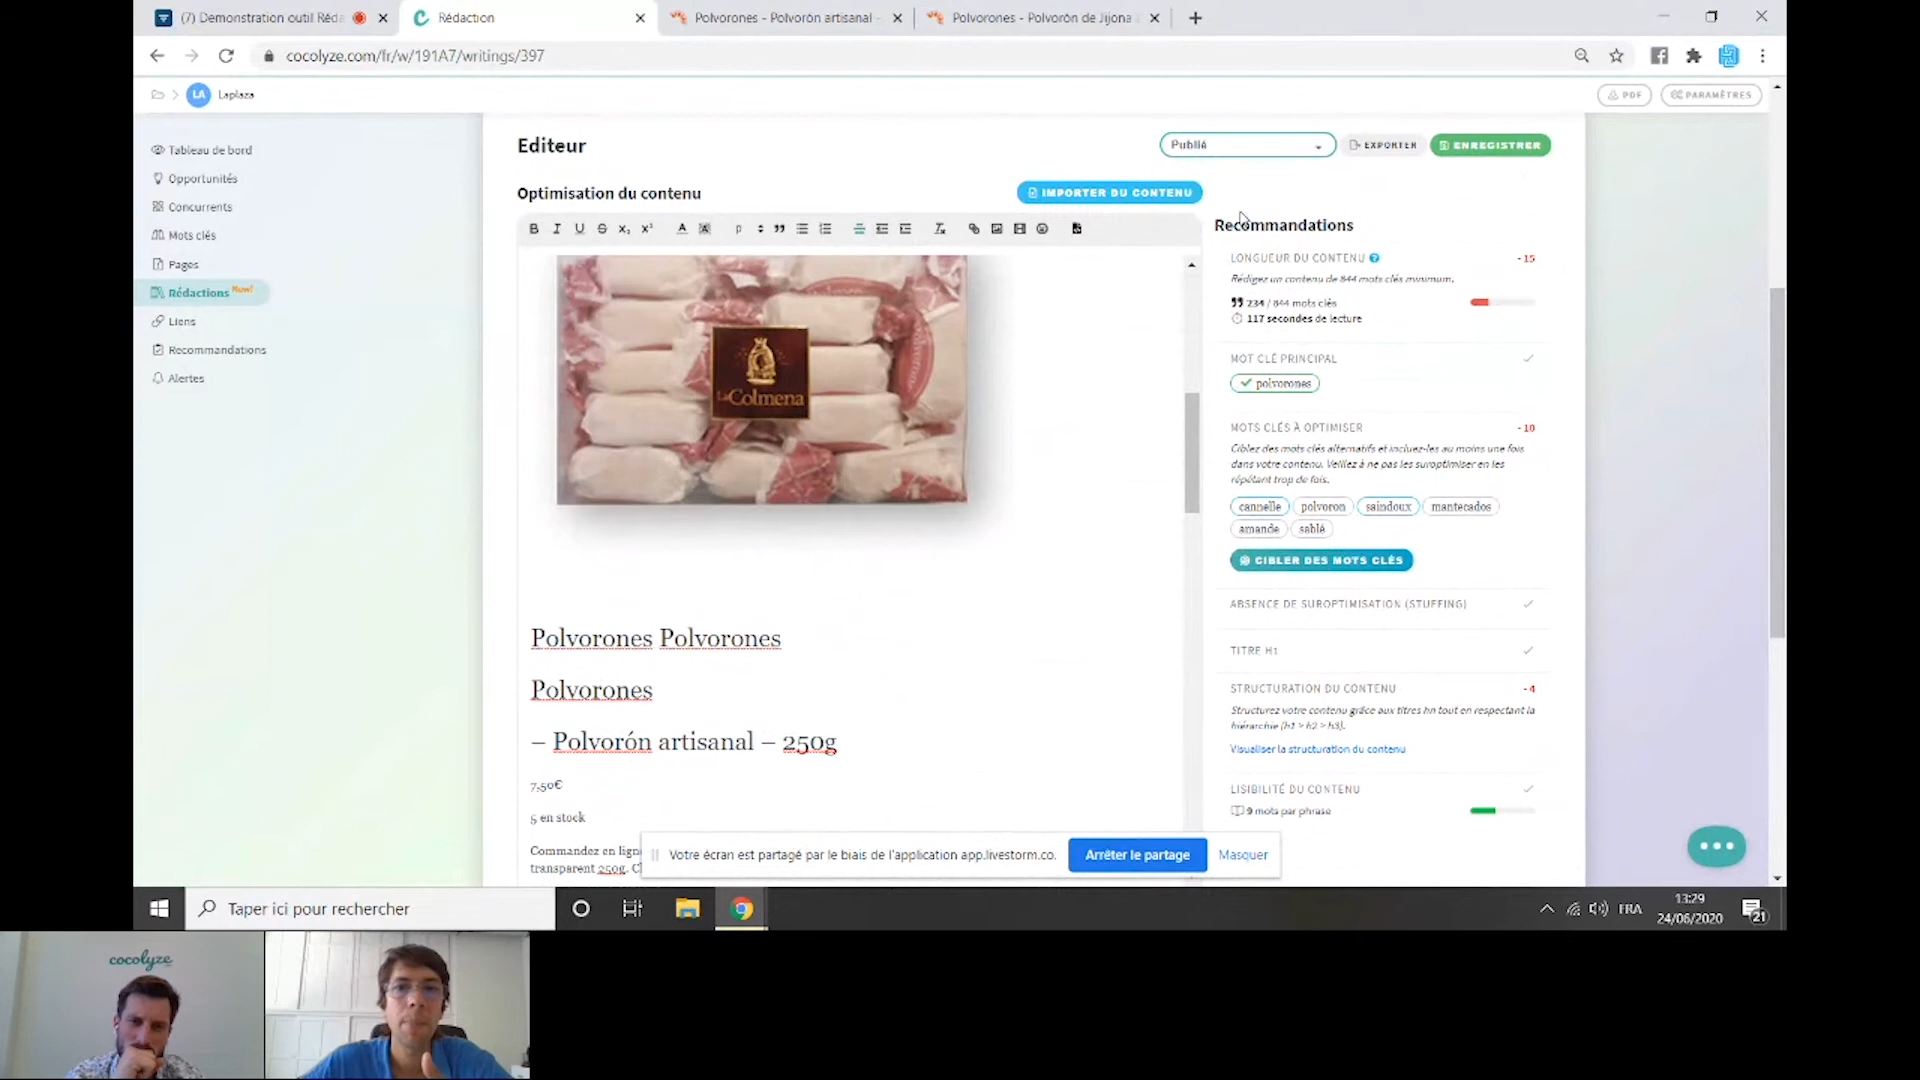 (7) Demonstration outil Réda
Rédaction
Polvorones - Polvorón artisanal -
Polvorones - Polvorón de Jijona
cocolyze.com/fr/w/191A7/writings/397
LA Laplaza
PDF
PARAMÈTRES
Tableau de bord
Opportunités
Concurrents
Mots clés
Pages
Rédactions New!
Liens
Recommandations
Alertes
Editeur
Publié
EXPORTER
ENREGISTRER
Optimisation du contenu
IMPORTER DU CONTENU
La Colmena
Polvorones Polvorones
Polvorones
– Polvorón artisanal – 250g
7,50€
5 en stock
Commandez en lign
transparent 250g. C
Recommandations
LONGUEUR DU CONTENU ? - 15
Rédigez un contenu de 844 mots clés minimum.
234 / 844 mots clés
117 secondes de lecture
MOT CLÉ PRINCIPAL
polvorones
MOTS CLÉS À OPTIMISER - 10
Ciblez des mots clés alternatifs et incluez-les au moins une fois
dans votre contenu. Veillez à ne pas les suroptimiser en les
répétant trop de fois.
cannelle polvoron saindoux mantecados
amande sablé
CIBLER DES MOTS CLÉS
ABSENCE DE SUROPTIMISATION (STUFFING)
TITRE H1
STRUCTURATION DU CONTENU - 4
Structurez votre contenu grâce aux titres hn tout en respectant la
hiérarchie (h1 > h2 > h3).
Visualiser la structuration du contenu
LISIBILITÉ DU CONTENU
9 mots par phrase
Votre écran est partagé par le biais de l'application app.livestorm.co.
Arrêter le partage
Masquer
Taper ici pour rechercher
FRA
13:29
24/06/2020
21
cocolyze